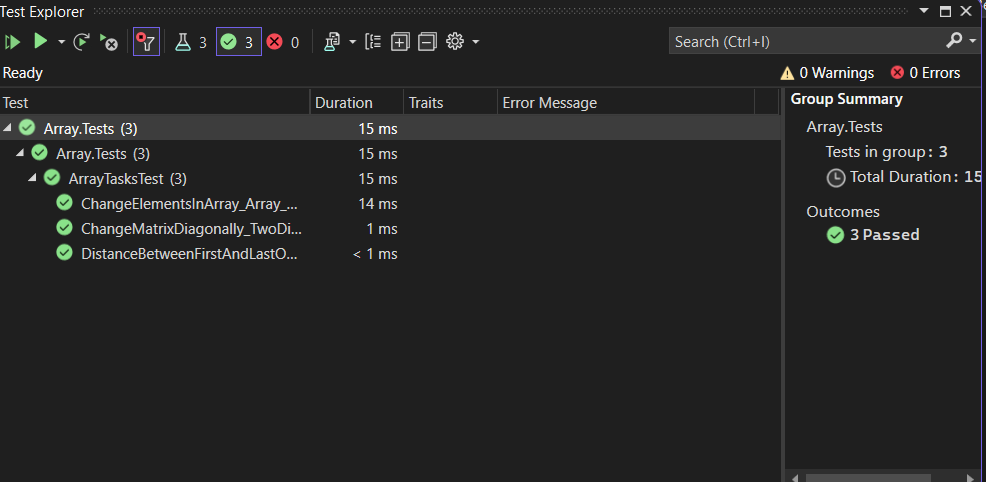 Test Explorer
3 3 0
Search (Ctrl+I)
Ready
0 Warnings 0 Errors
Test Duration Traits Error Message
Array.Tests (3) 15 ms
Array.Tests (3) 15 ms
ArrayTasksTest (3) 15 ms
ChangeElementsInArray_Array_... 14 ms
ChangeMatrixDiagonally_TwoDi... 1 ms
DistanceBetweenFirstAndLastO... < 1 ms
Group Summary
Array.Tests
Tests in group: 3
Total Duration: 15
Outcomes
3 Passed